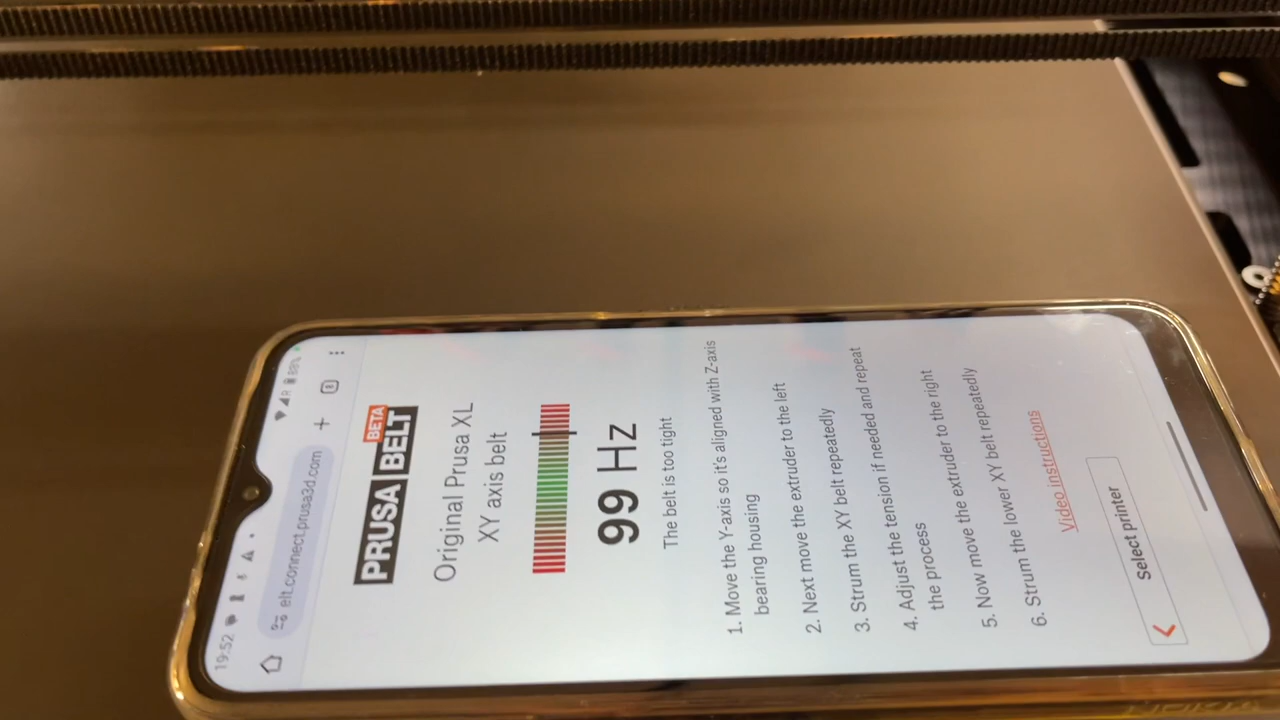 19:52
88%
elt.connect.prusa3d.com
8
PRUSA BELT BETA
Original Prusa XL
XY axis belt
99 Hz
The belt is too tight
1. Move the Y-axis so it's aligned with Z-axis
bearing housing
2. Next move the extruder to the left
3. Strum the XY belt repeatedly
4. Adjust the tension if needed and repeat
the process
5. Now move the extruder to the right
6. Strum the lower XY belt repeatedly
Video instructions
Select printer